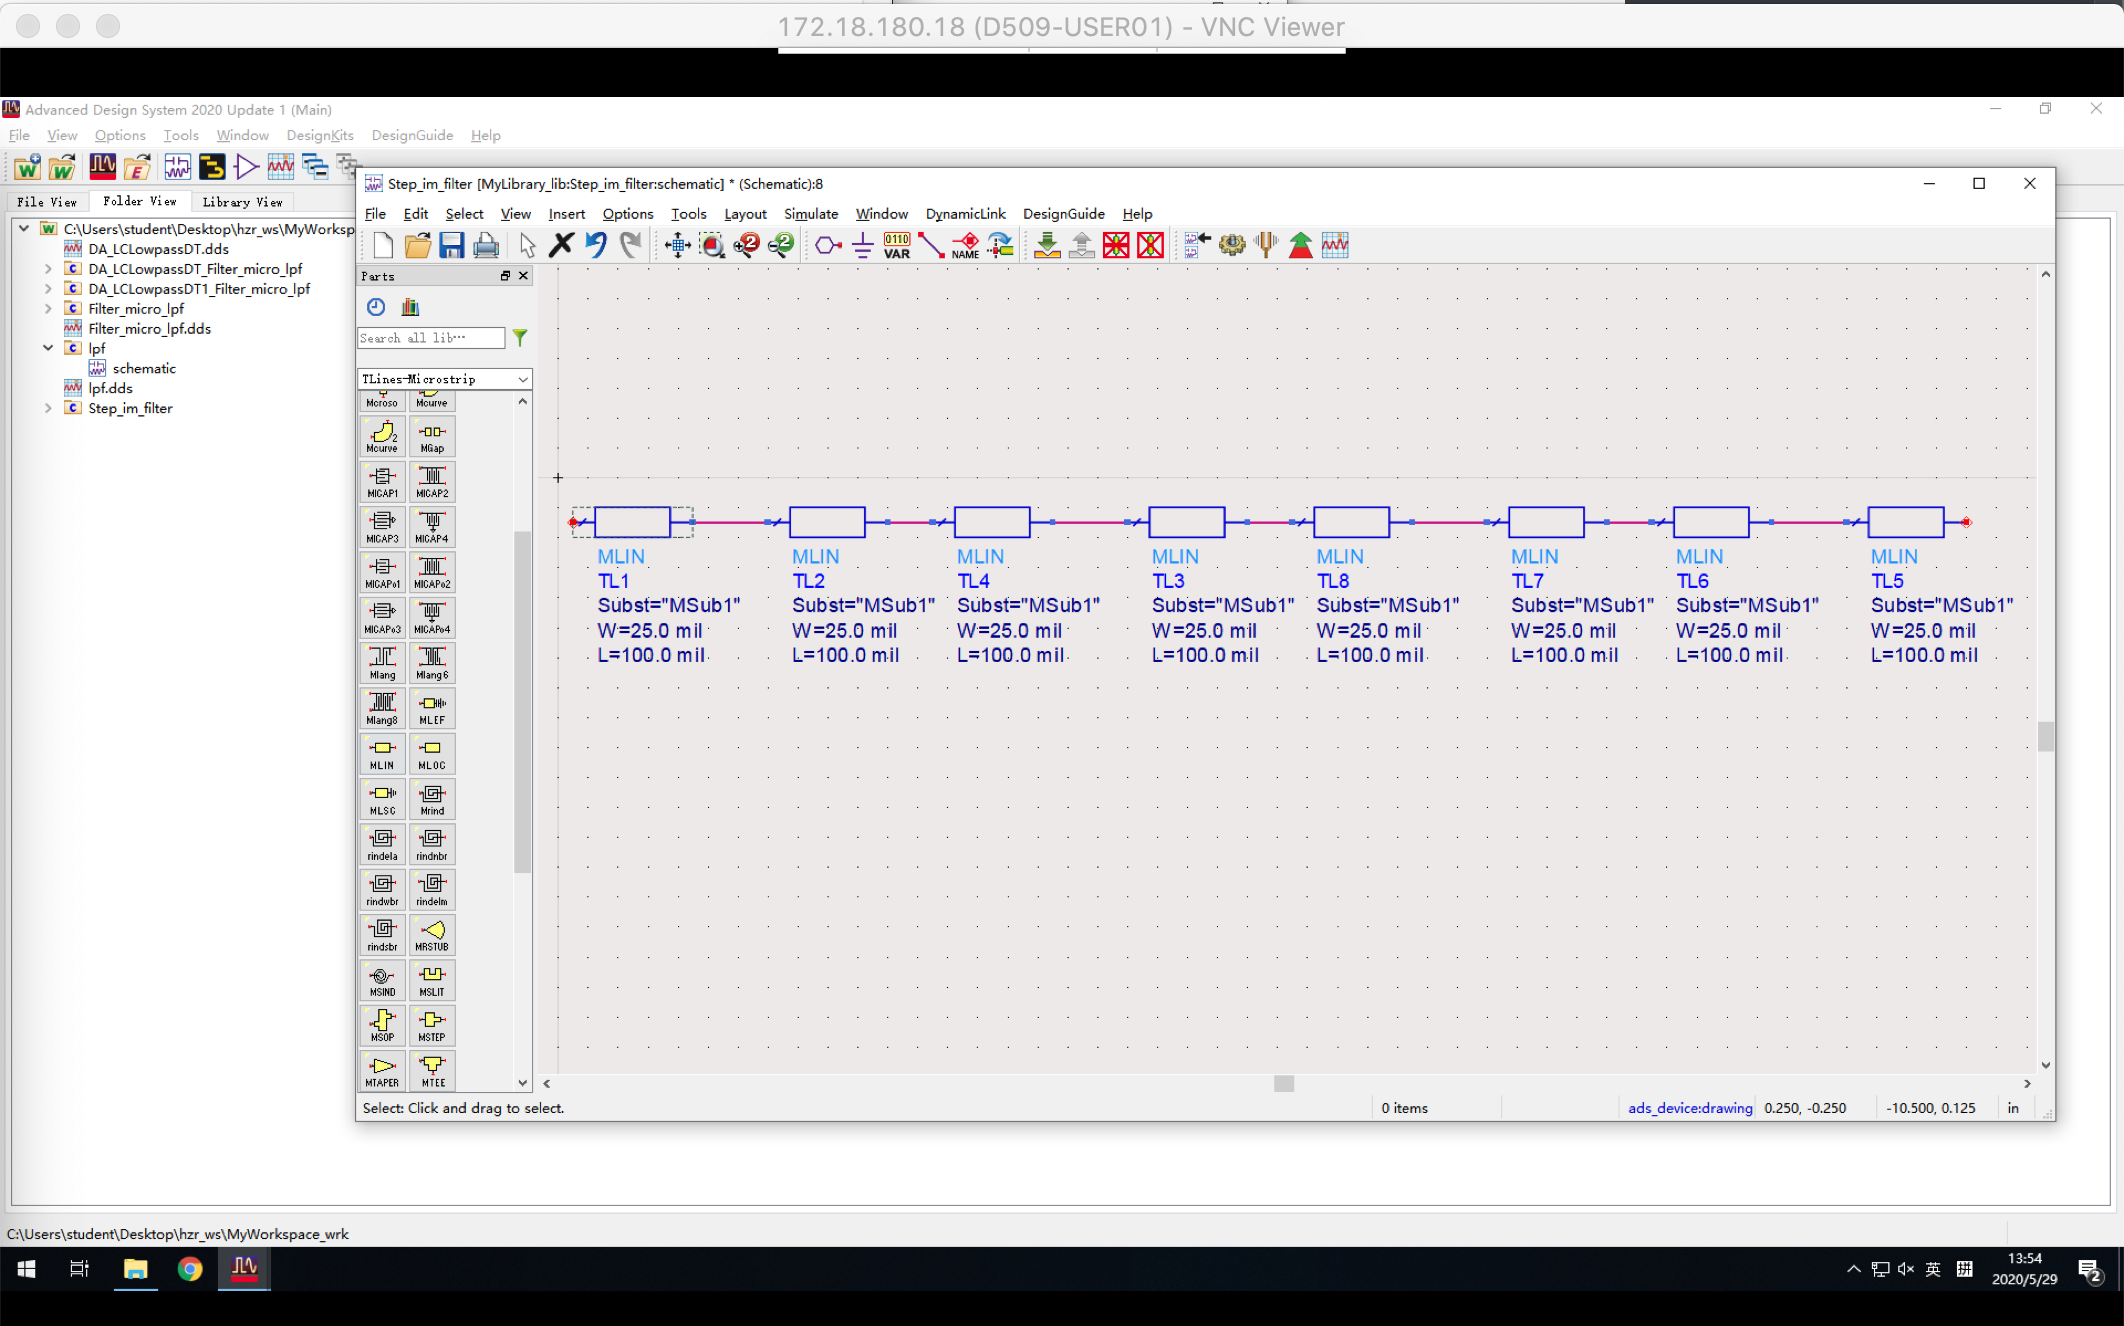 172.18.180.18 (D509-USER01) - VNC Viewer
Advanced Design System 2020 Update 1 (Main)
File View Options Tools Window DesignKits DesignGuide Help
File View Folder View Library View
C:\Users\student\Desktop\hzr_ws\MyWorksp
DA_LCLowpassDT.dds
DA_LCLowpassDT_Filter_micro_lpf
DA_LCLowpassDT1_Filter_micro_lpf
Filter_micro_lpf
Filter_micro_lpf.dds
lpf
schematic
lpf.dds
Step_im_filter
Step_im_filter [MyLibrary_lib:Step_im_filter:schematic] * (Schematic):8
File Edit Select View Insert Options Tools Layout Simulate Window DynamicLink DesignGuide Help
0110
VAR
NAME
Parts
Search all lib…
TLines-Microstrip
Mcroso Mcurve
Mcurve MGap
MICAP1 MICAP2
MICAP3 MICAP4
MICAPo1 MICAPo2
MICAPo3 MICAPo4
Mlang Mlang6
Mlang8 MLEF
MLIN MLOC
MLSC Mrind
rindela rindnbr
rindwbr rindelm
rindsbr MRSTUB
MSIND MSLIT
MSOP MSTEP
MTAPER MTEE
MLIN MLIN MLIN MLIN MLIN MLIN MLIN MLIN
TL1 TL2 TL4 TL3 TL8 TL7 TL6 TL5
Subst="MSub1" Subst="MSub1" Subst="MSub1" Subst="MSub1" Subst="MSub1" Subst="MSub1" Subst="MSub1" Subst="MSub1"
W=25.0 mil W=25.0 mil W=25.0 mil W=25.0 mil W=25.0 mil W=25.0 mil W=25.0 mil W=25.0 mil
L=100.0 mil L=100.0 mil L=100.0 mil L=100.0 mil L=100.0 mil L=100.0 mil L=100.0 mil L=100.0 mil
Select: Click and drag to select. 0 items ads_device:drawing 0.250, -0.250 -10.500, 0.125 in
C:\Users\student\Desktop\hzr_ws\MyWorkspace_wrk
英 拼 13:54
2020/5/29
2